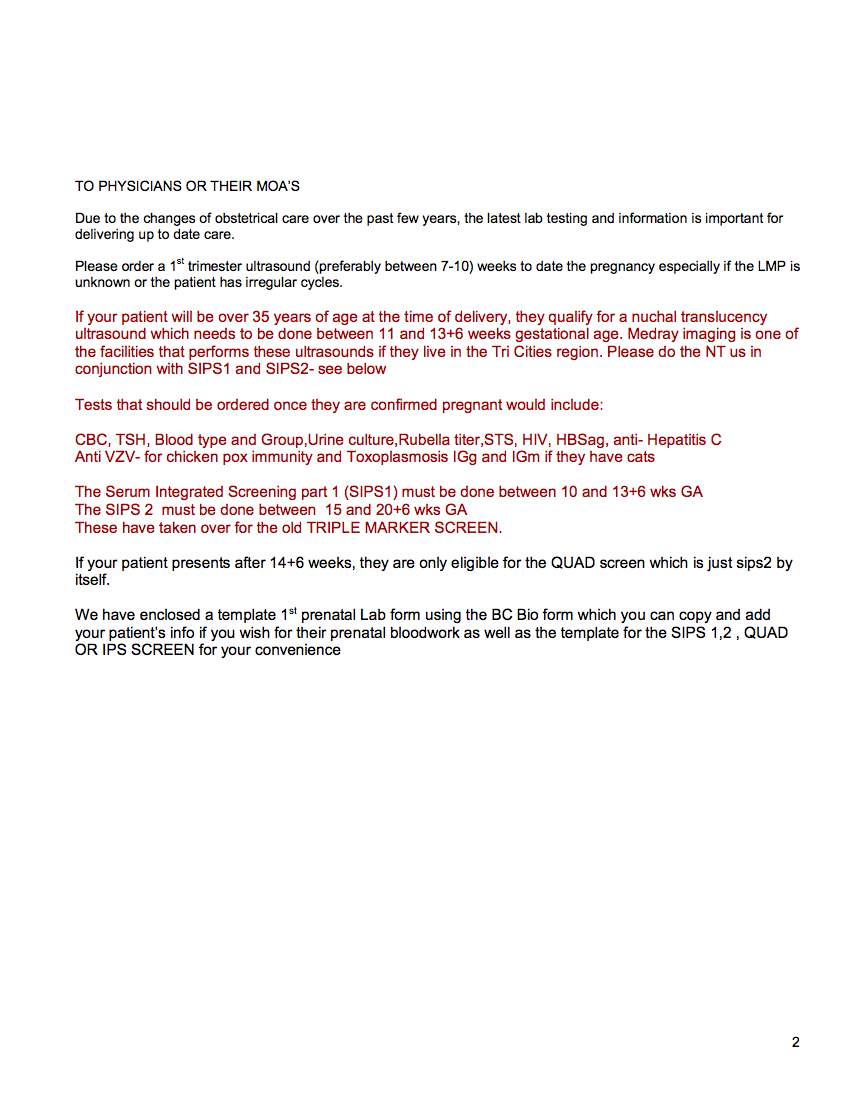 TO PHYSICIANS OR THEIR MOA'S
Due to the changes of obstetrical care over the past few years, the latest lab testing and information is important for
delivering up to date care.
Please order a 1st trimester ultrasound (preferably between 7-10) weeks to date the pregnancy especially if the LMP is
unknown or the patient has irregular cycles.
If your patient will be over 35 years of age at the time of delivery, they qualify for a nuchal translucency
ultrasound which needs to be done between 11 and 13+6 weeks gestational age. Medray imaging is one of
the facilities that performs these ultrasounds if they live in the Tri Cities region. Please do the NT us in
conjunction with SIPS1 and SIPS2- see below
Tests that should be ordered once they are confirmed pregnant would include:
CBC, TSH, Blood type and Group,Urine culture,Rubella titer,STS, HIV, HBSag, anti- Hepatitis C
Anti VZV- for chicken pox immunity and Toxoplasmosis IGg and IGm if they have cats
The Serum Integrated Screening part 1 (SIPS1) must be done between 10 and 13+6 wks GA
The SIPS 2  must be done between  15 and 20+6 wks GA
These have taken over for the old TRIPLE MARKER SCREEN.
If your patient presents after 14+6 weeks, they are only eligible for the QUAD screen which is just sips2 by
itself.
We have enclosed a template 1st prenatal Lab form using the BC Bio form which you can copy and add
your patient's info if you wish for their prenatal bloodwork as well as the template for the SIPS 1,2 , QUAD
OR IPS SCREEN for your convenience
2